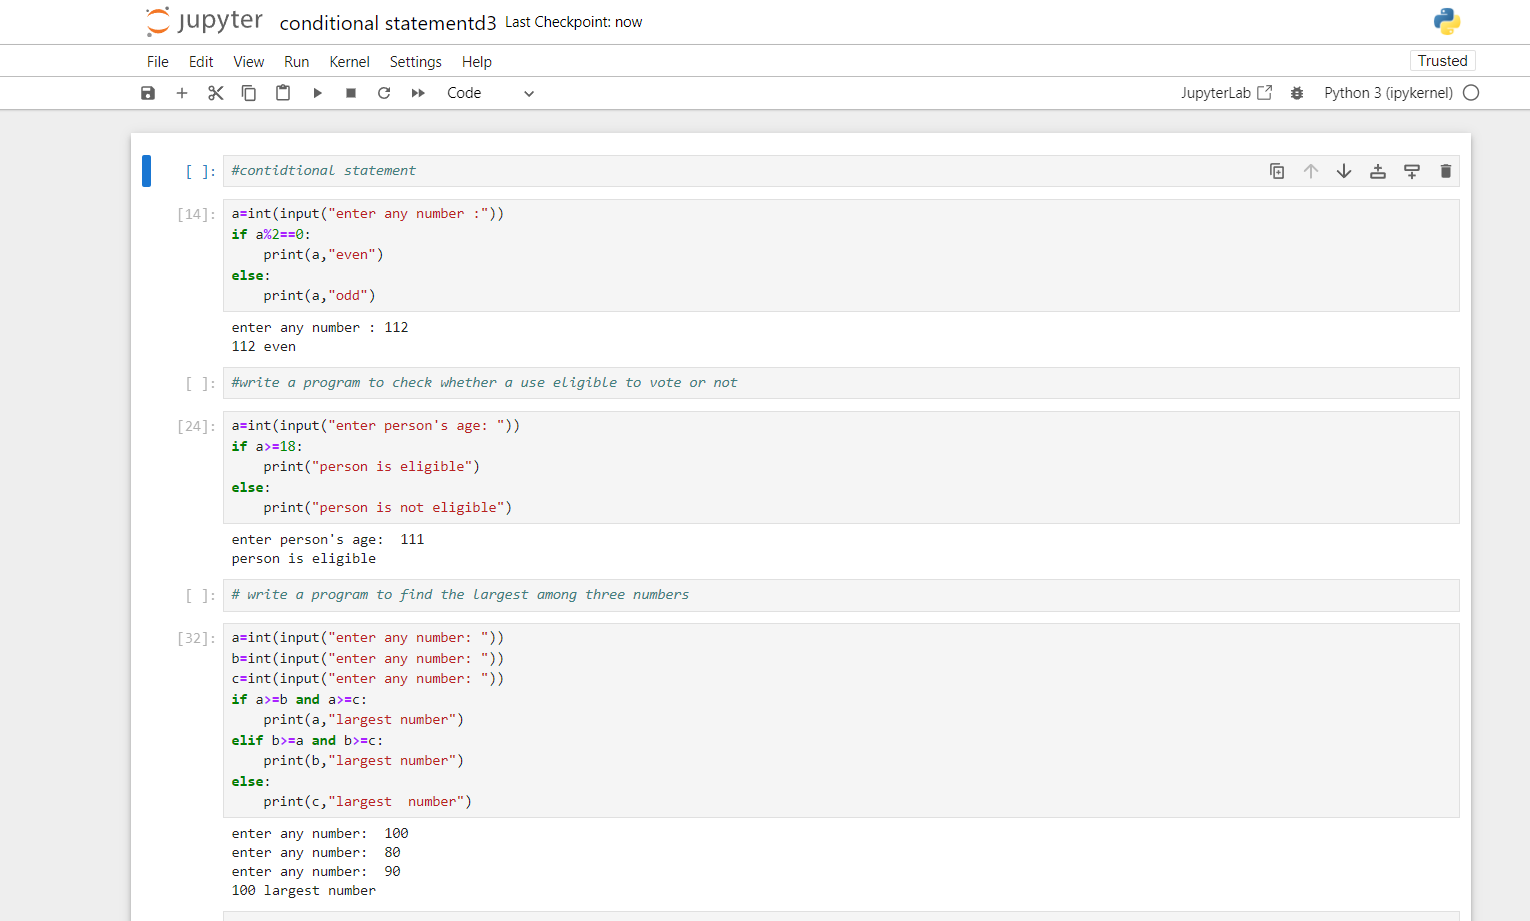 jupyter conditional statementd3 Last Checkpoint: now
File Edit View Run Kernel Settings Help Trusted
Code JupyterLab Python 3 (ipykernel)
[ ]: #contidtional statement
[14]: a=int(input("enter any number :"))
if a%2==0:
    print(a,"even")
else:
    print(a,"odd")
enter any number : 112
112 even
[ ]: #write a program to check whether a use eligible to vote or not
[24]: a=int(input("enter person's age: "))
if a>=18:
    print("person is eligible")
else:
    print("person is not eligible")
enter person's age:  111
person is eligible
[ ]: # write a program to find the largest among three numbers
[32]: a=int(input("enter any number: "))
b=int(input("enter any number: "))
c=int(input("enter any number: "))
if a>=b and a>=c:
    print(a,"largest number")
elif b>=a and b>=c:
    print(b,"largest number")
else:
    print(c,"largest  number")
enter any number:  100
enter any number:  80
enter any number:  90
100 largest number